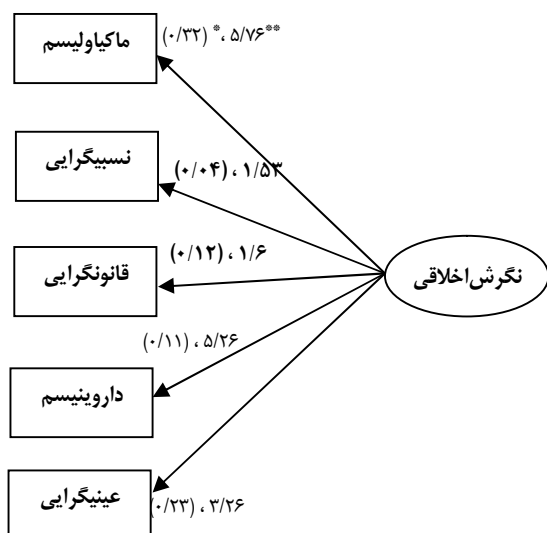 ماکیاولیسم
(۰/۳۲) *، ۵/۷۶**
نسبیگرایی
(۰/۰۴) ، ۱/۵۳
قانونگرایی
(۰/۱۲) ، ۱/۶
نگرش اخلاقی
(۰/۱۱) ، ۵/۲۶
داروینیسم
عینیگرایی
(۰/۲۳) ، ۳/۲۶